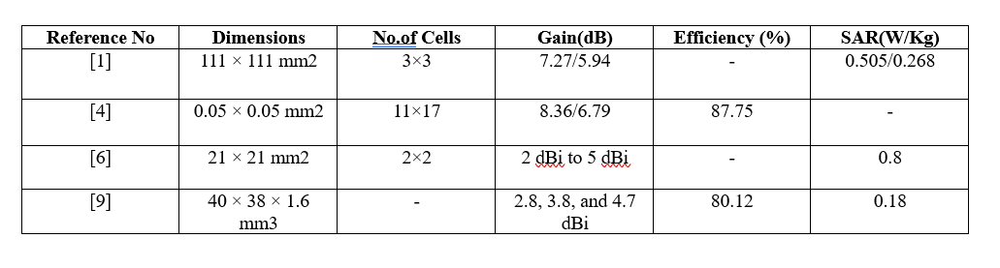 Reference No Dimensions No.of Cells Gain(dB) Efficiency (%) SAR(W/Kg)
[1] 111 × 111 mm2 3×3 7.27/5.94 - 0.505/0.268
[4] 0.05 × 0.05 mm2 11×17 8.36/6.79 87.75 -
[6] 21 × 21 mm2 2×2 2 dBi to 5 dBi - 0.8
[9] 40 × 38 × 1.6 - 2.8, 3.8, and 4.7 80.12 0.18
mm3 dBi